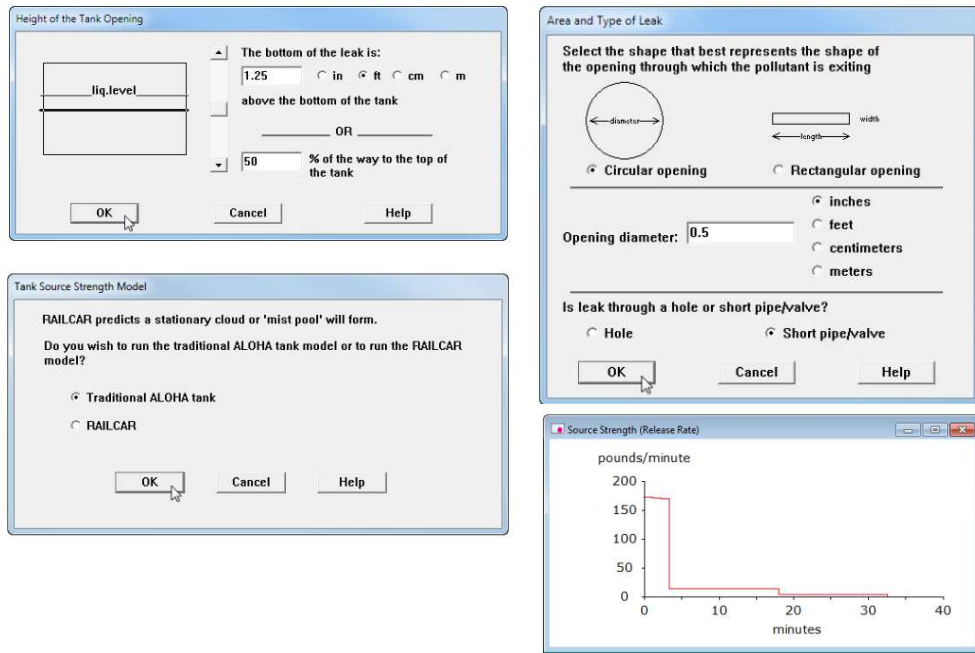 Height of the Tank Opening
liq.level
The bottom of the leak is:
1.25 in ft cm m
above the bottom of the tank
OR
50 % of the way to the top of
the tank
OK Cancel Help
Tank Source Strength Model
RAILCAR predicts a stationary cloud or 'mist pool' will form.
Do you wish to run the traditional ALOHA tank model or to run the RAILCAR
model?
Traditional ALOHA tank
RAILCAR
OK Cancel Help
Area and Type of Leak
Select the shape that best represents the shape of
the opening through which the pollutant is exiting
diameter
width
length
Circular opening Rectangular opening
Opening diameter: 0.5
inches
feet
centimeters
meters
Is leak through a hole or short pipe/valve?
Hole Short pipe/valve
OK Cancel Help
Source Strength (Release Rate)
pounds/minute
200
150
100
50
0
0 10 20 30 40
minutes